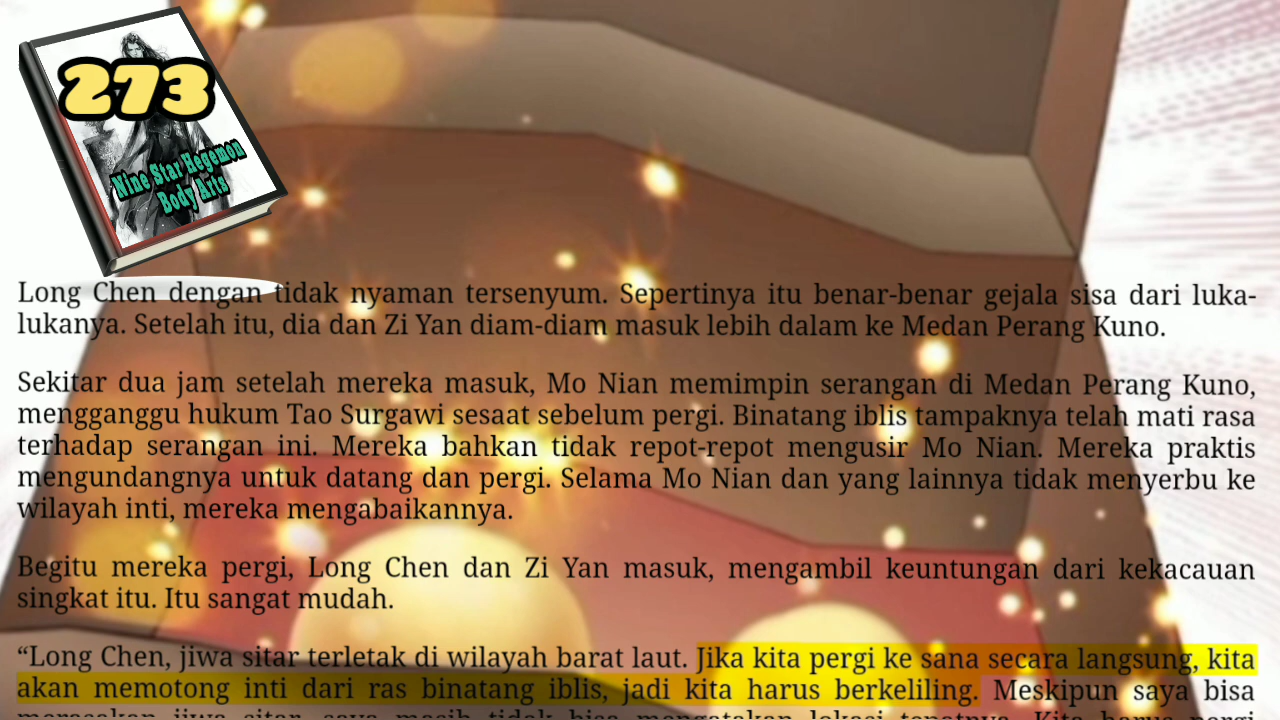 273
Nine Star Hegemon
Body Arts
Long Chen dengan tidak nyaman tersenyum. Sepertinya itu benar-benar gejala sisa dari luka-
lukanya. Setelah itu, dia dan Zi Yan diam-diam masuk lebih dalam ke Medan Perang Kuno.
Sekitar dua jam setelah mereka masuk, Mo Nian memimpin serangan di Medan Perang Kuno,
mengganggu hukum Tao Surgawi sesaat sebelum pergi. Binatang iblis tampaknya telah mati rasa
terhadap serangan ini. Mereka bahkan tidak repot-repot mengusir Mo Nian. Mereka praktis
mengundangnya untuk datang dan pergi. Selama Mo Nian dan yang lainnya tidak menyerbu ke
wilayah inti, mereka mengabaikannya.
Begitu mereka pergi, Long Chen dan Zi Yan masuk, mengambil keuntungan dari kekacauan
singkat itu. Itu sangat mudah.
“Long Chen, jiwa sitar terletak di wilayah barat laut. Jika kita pergi ke sana secara langsung, kita
akan memotong inti dari ras binatang iblis, jadi kita harus berkeliling. Meskipun saya bisa